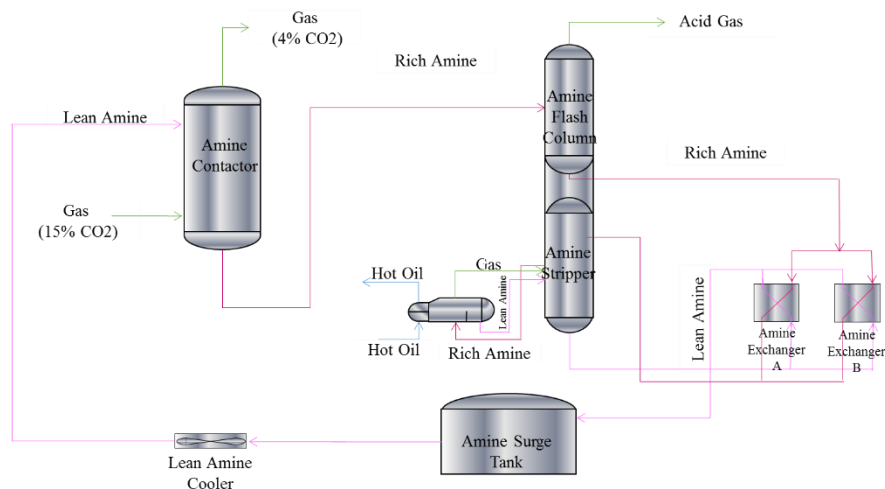 Gas
(4% CO2)
Acid Gas
Rich Amine
Amine
Flash
Column
Lean Amine
Amine
Contactor
Rich Amine
Gas
(15% CO2)
Amine
Stripper
Gas
Hot Oil
Lean Amine
Hot Oil
Rich Amine
Lean Amine
Amine
Exchanger
A
Amine
Exchanger
B
Amine Surge
Tank
Lean Amine
Cooler